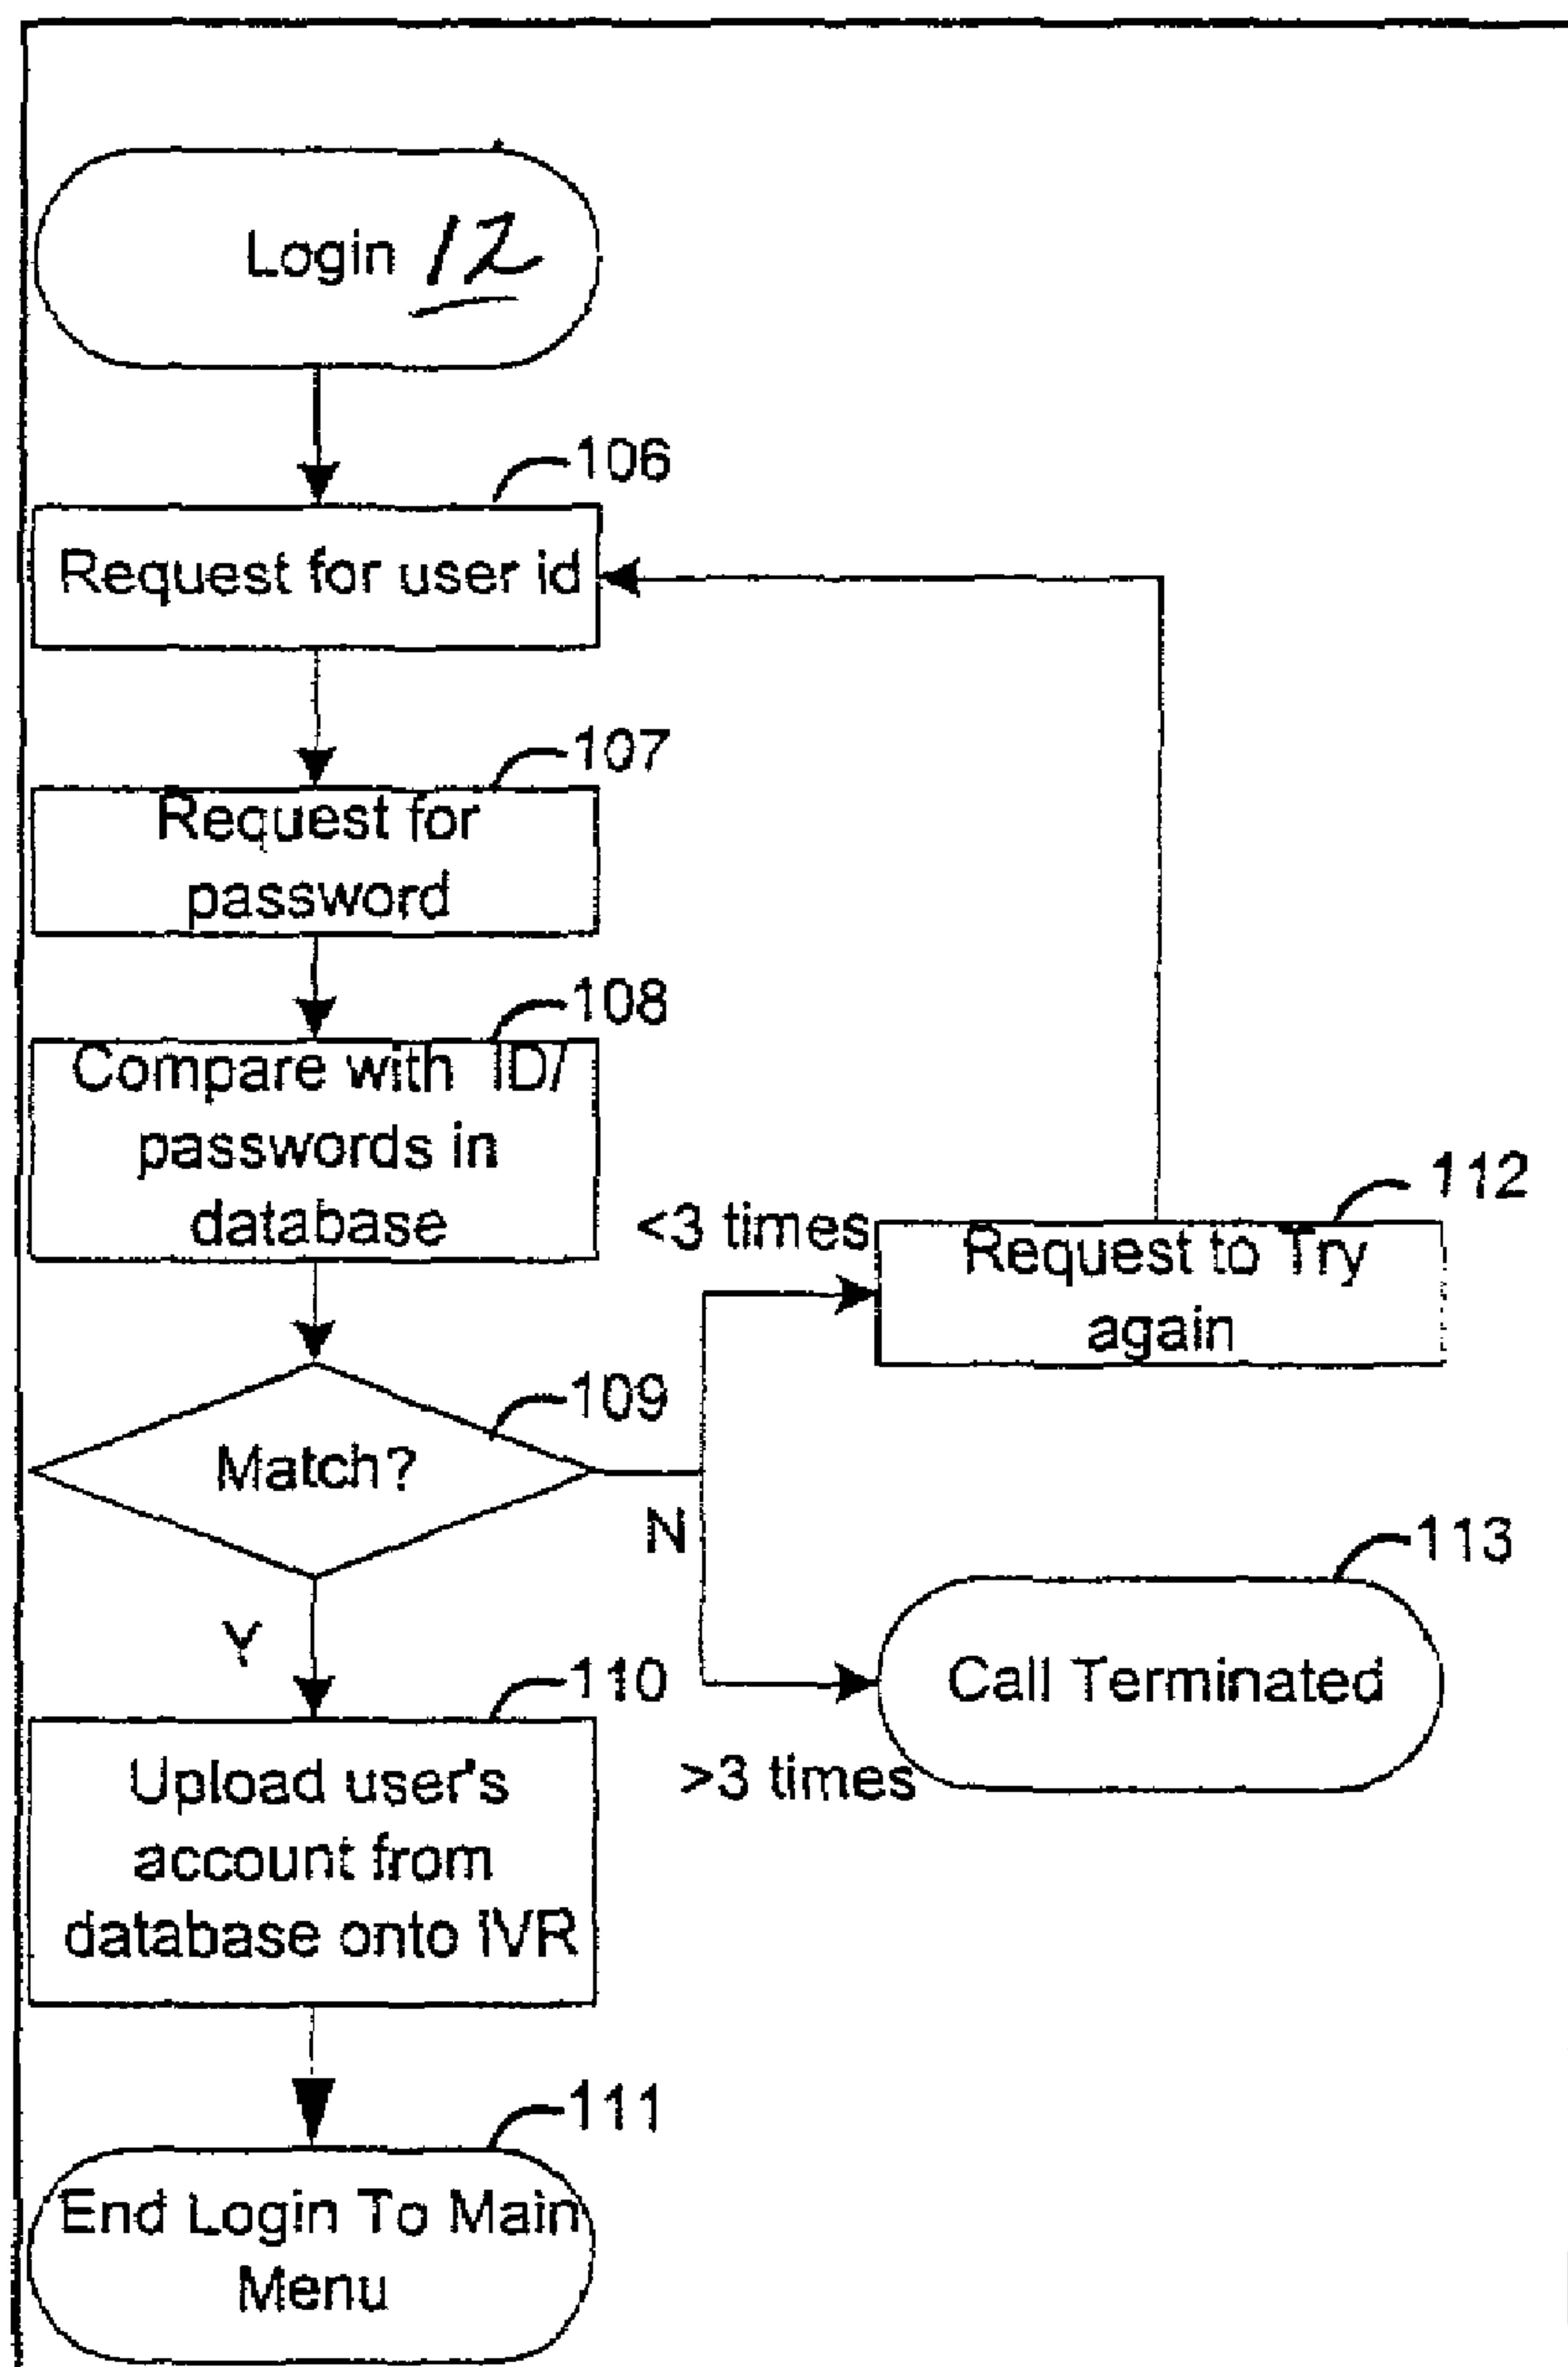 Login 12
106
Request for user id
107
Request for
password
108
Compare with ID/
passwords in
database
<3 times
112
Request to Try
again
109
Match?
N
Y
113
Call Terminated
>3 times
110
Upload user's
account from
database onto IVR
111
End Login To Main
Menu